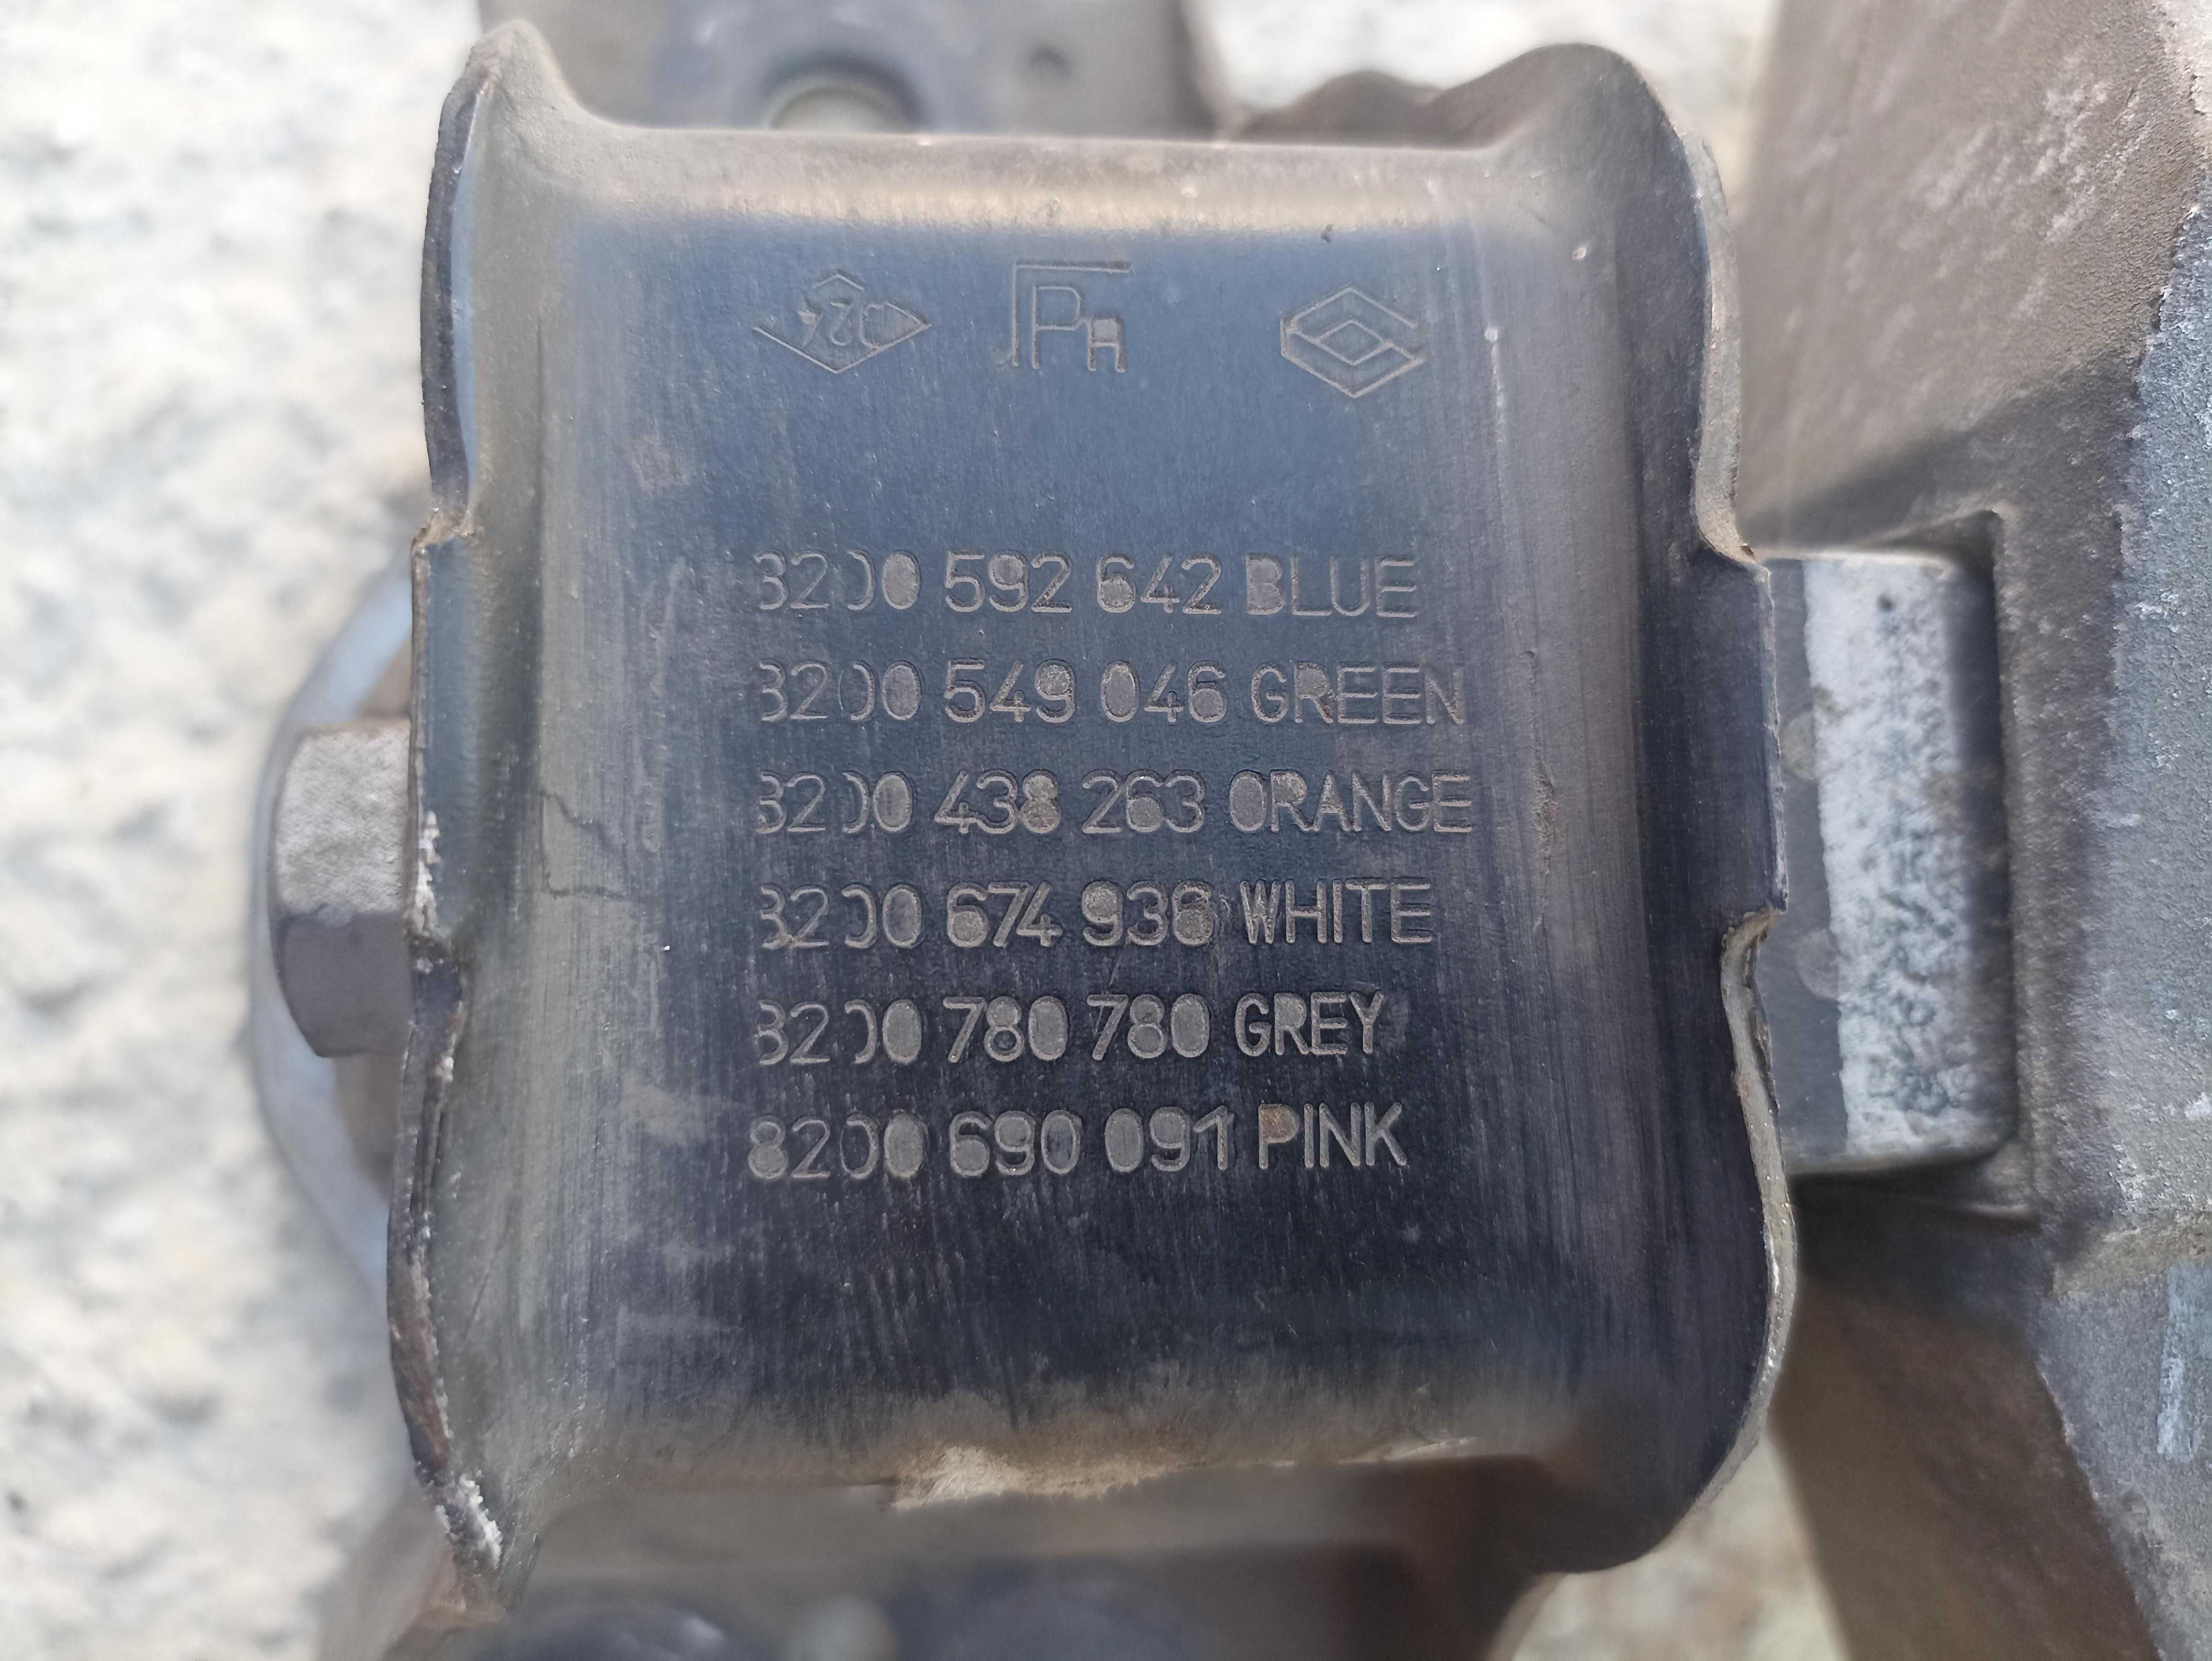 JPR
8200 592 642 BLUE
8200 549 046 GREEN
8200 438 263 ORANGE
8200 674 936 WHITE
8200 780 780 GREY
8200 690 091 PINK